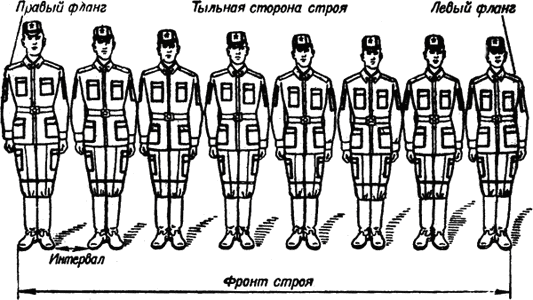 Правый фланг
Тыльная сторона строя
Левый фланг
Интервал
Фронт строя